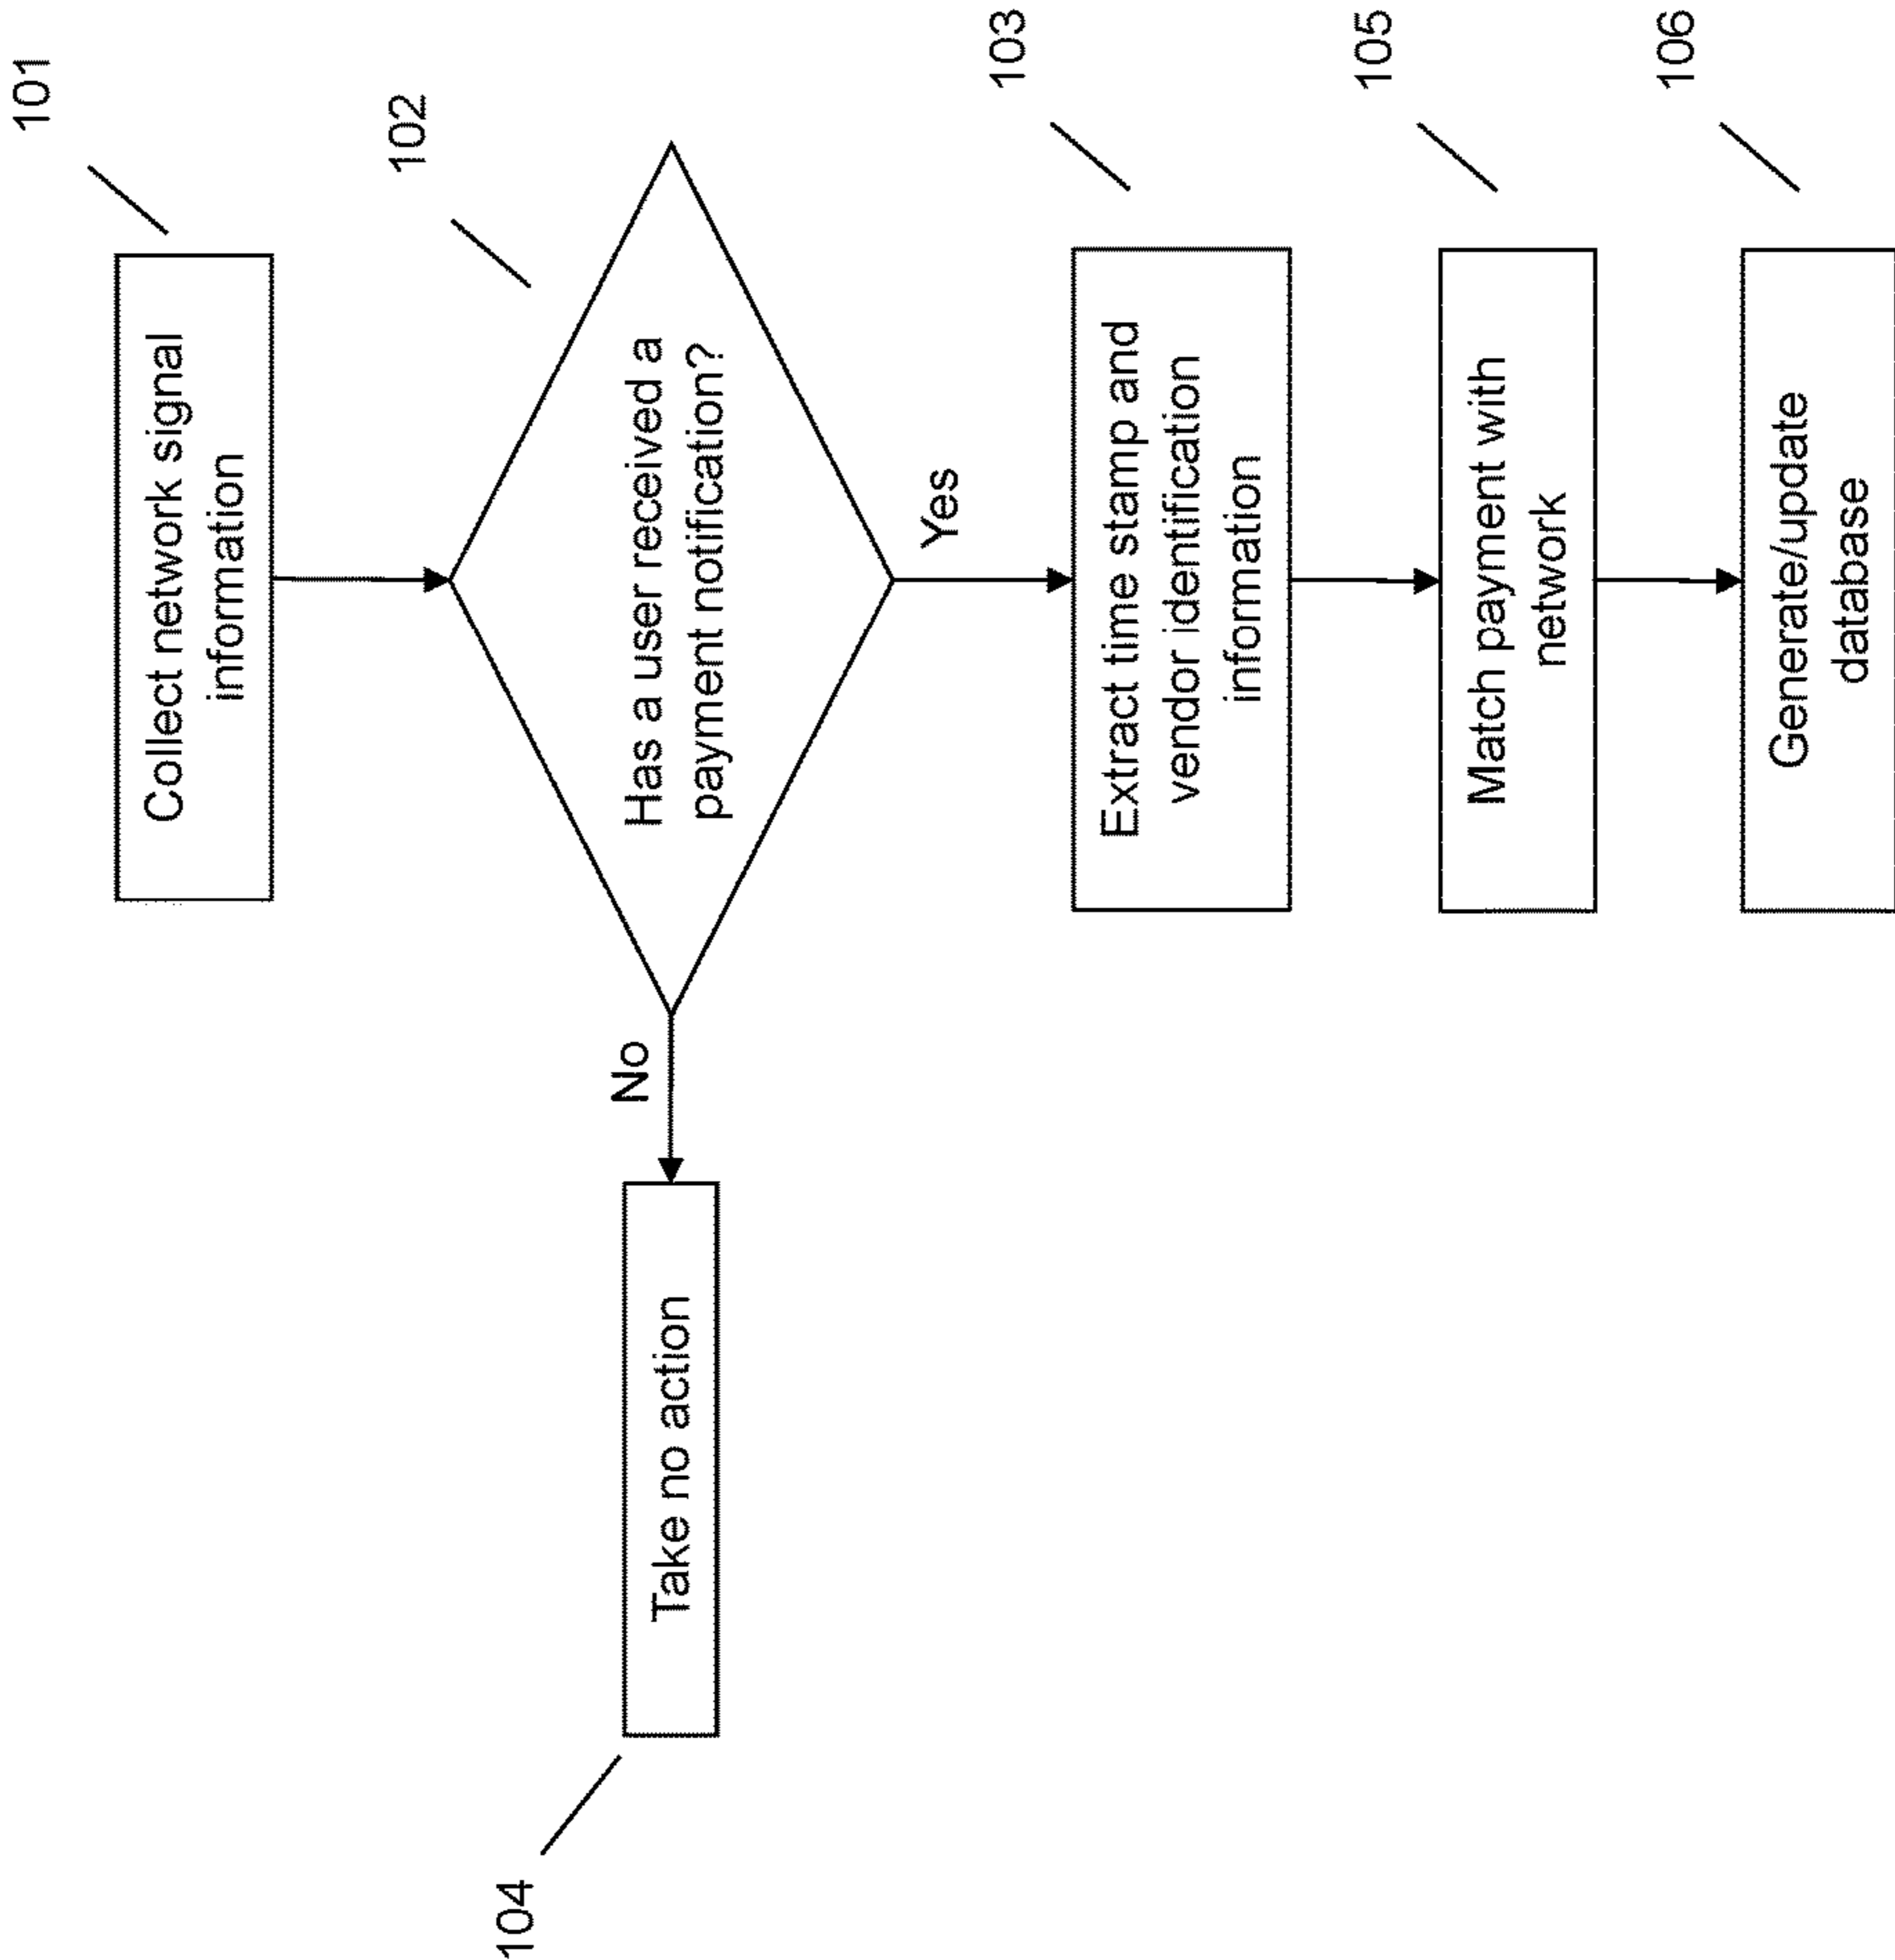 101
Collect network signal
information
102
Has a user received a
payment notification?
No
Yes
104
Take no action
103
Extract time stamp and
vendor identification
information
105
Match payment with
network
106
Generate/update
database